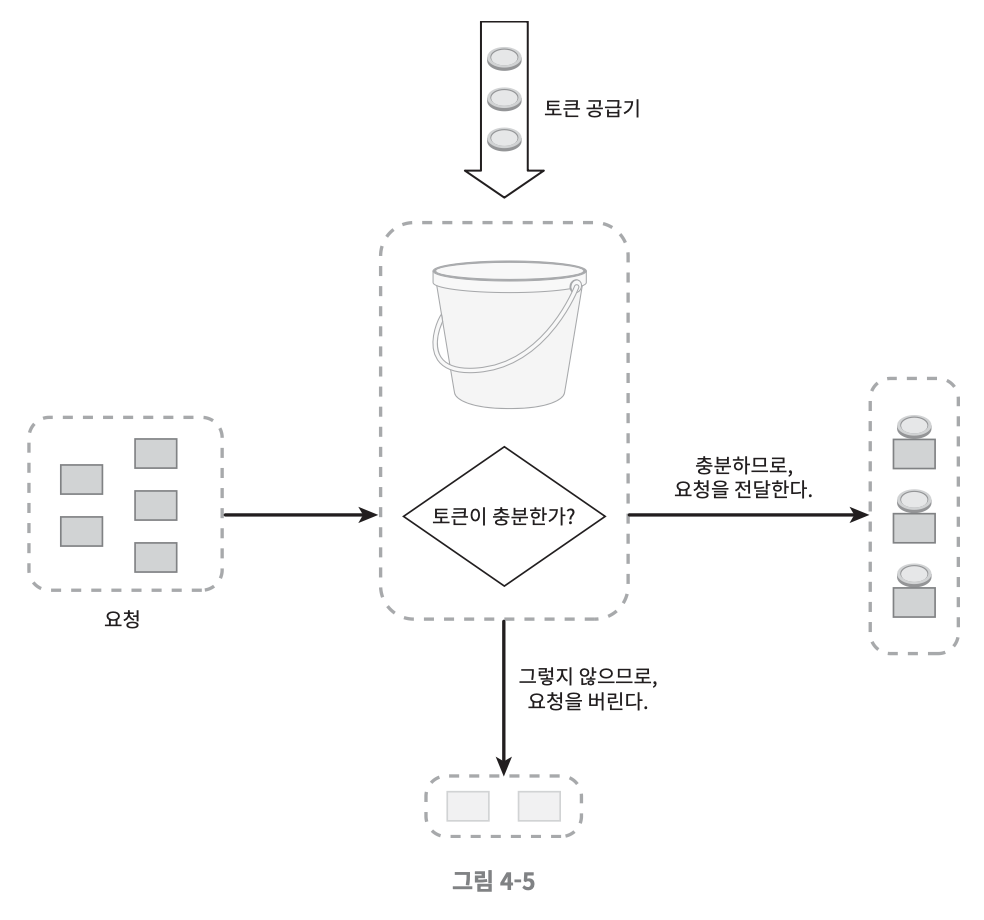 토큰 공급기
토큰이 충분한가?
충분하므로,
요청을 전달한다.
요청
그렇지 않으므로,
요청을 버린다.
그림 4-5